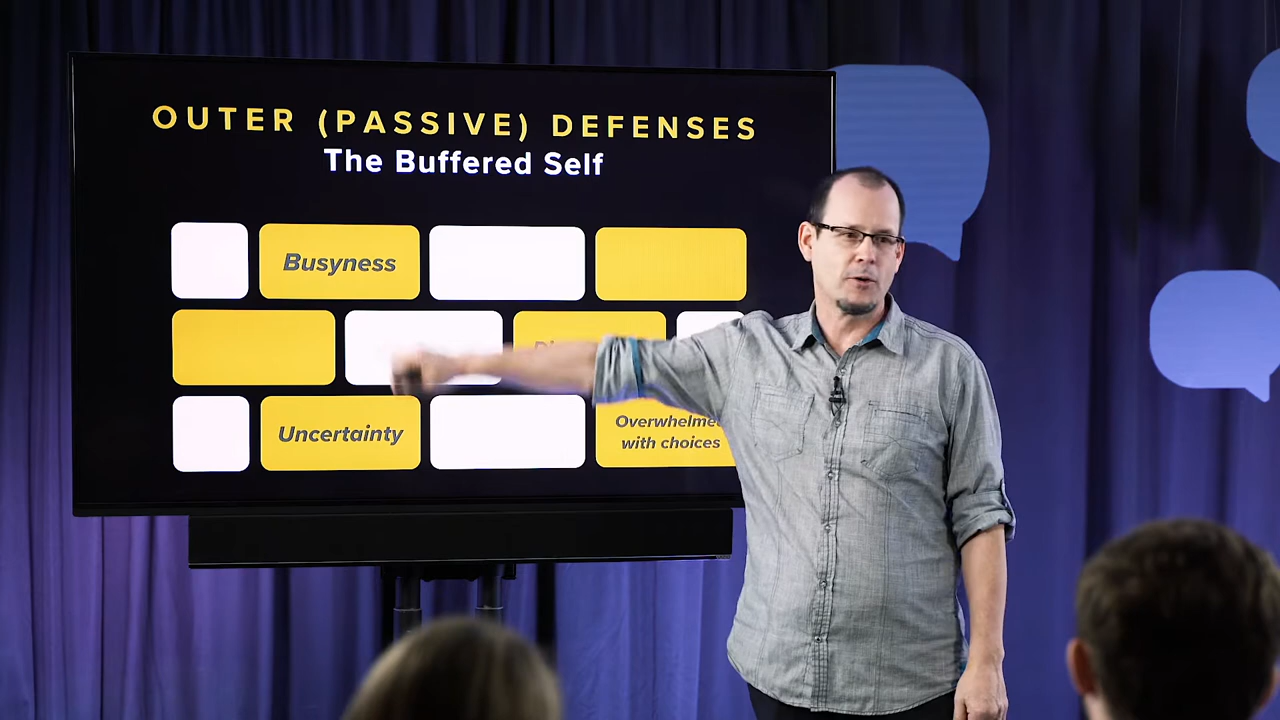 OUTER (PASSIVE) DEFENSES
The Buffered Self
Busyness
Uncertainty
with choices